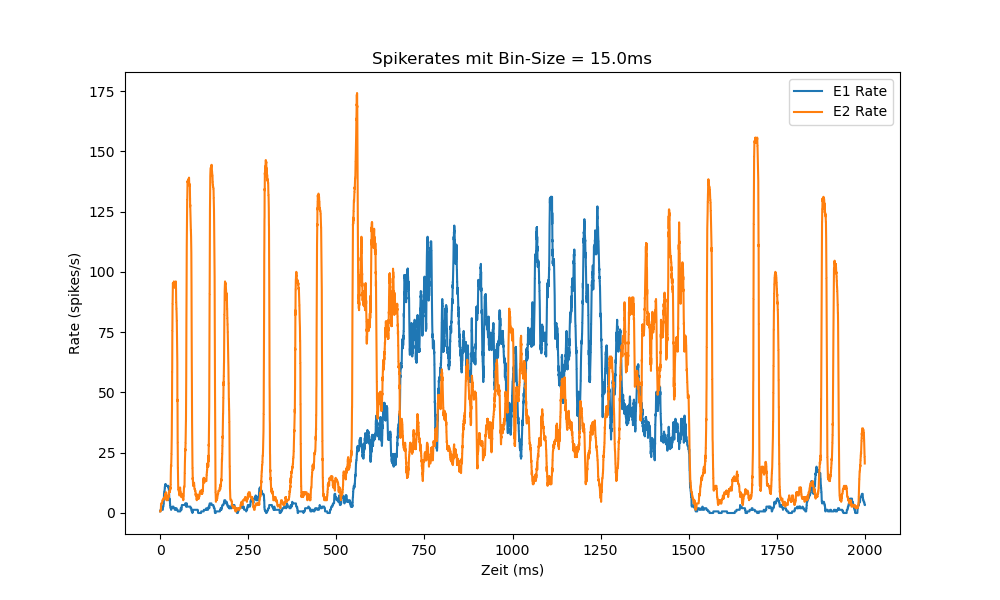 Spikerates mit Bin-Size = 15.0ms
E1 Rate
E2 Rate
Rate (spikes/s)
175
150
125
100
75
50
25
0
0 250 500 750 1000 1250 1500 1750 2000
Zeit (ms)